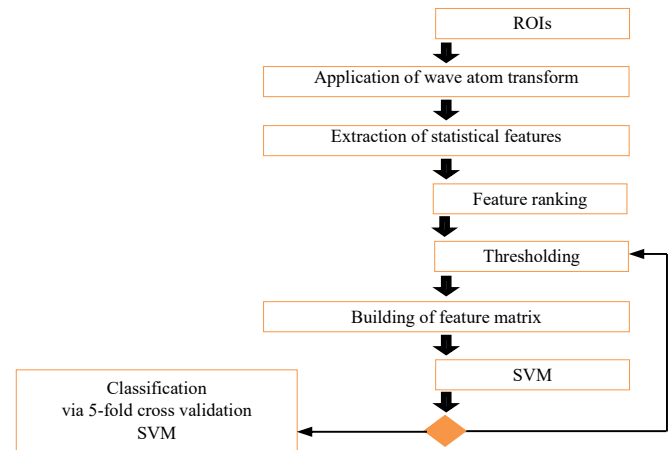 ROIs
Application of wave atom transform
Extraction of statistical features
Feature ranking
Thresholding
Building of feature matrix
SVM
Classification
via 5-fold cross validation
SVM